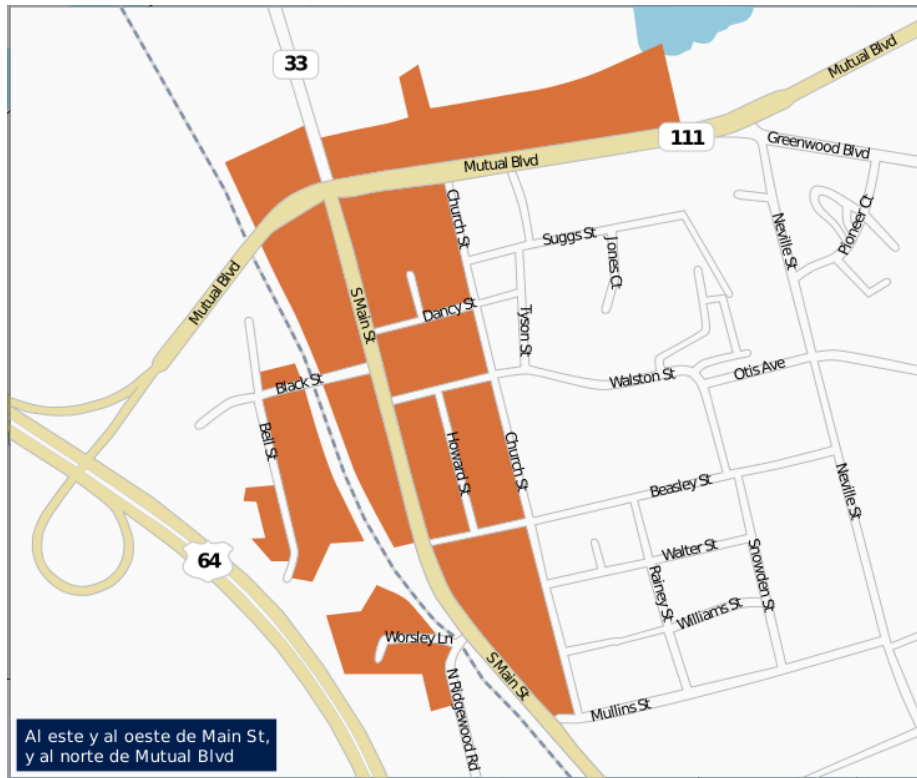 33
Mutual Blvd
111
Greenwood Blvd
Mutual Blvd
Church St
Pioneer Ct
Neville St
Suggs St
Jones Ct
Mutual Blvd
S Main St
Dancy St
Tyson St
Black St
Walston St
Otis Ave
Bell St
Howard St
Church St
Beasley St
Neville St
64
Walter St
Snowden St
Rainey St
Williams St
Worsley Ln
S Main St
N Ridgewood Rd
Mullins St
Al este y al oeste de Main St,
y al norte de Mutual Blvd